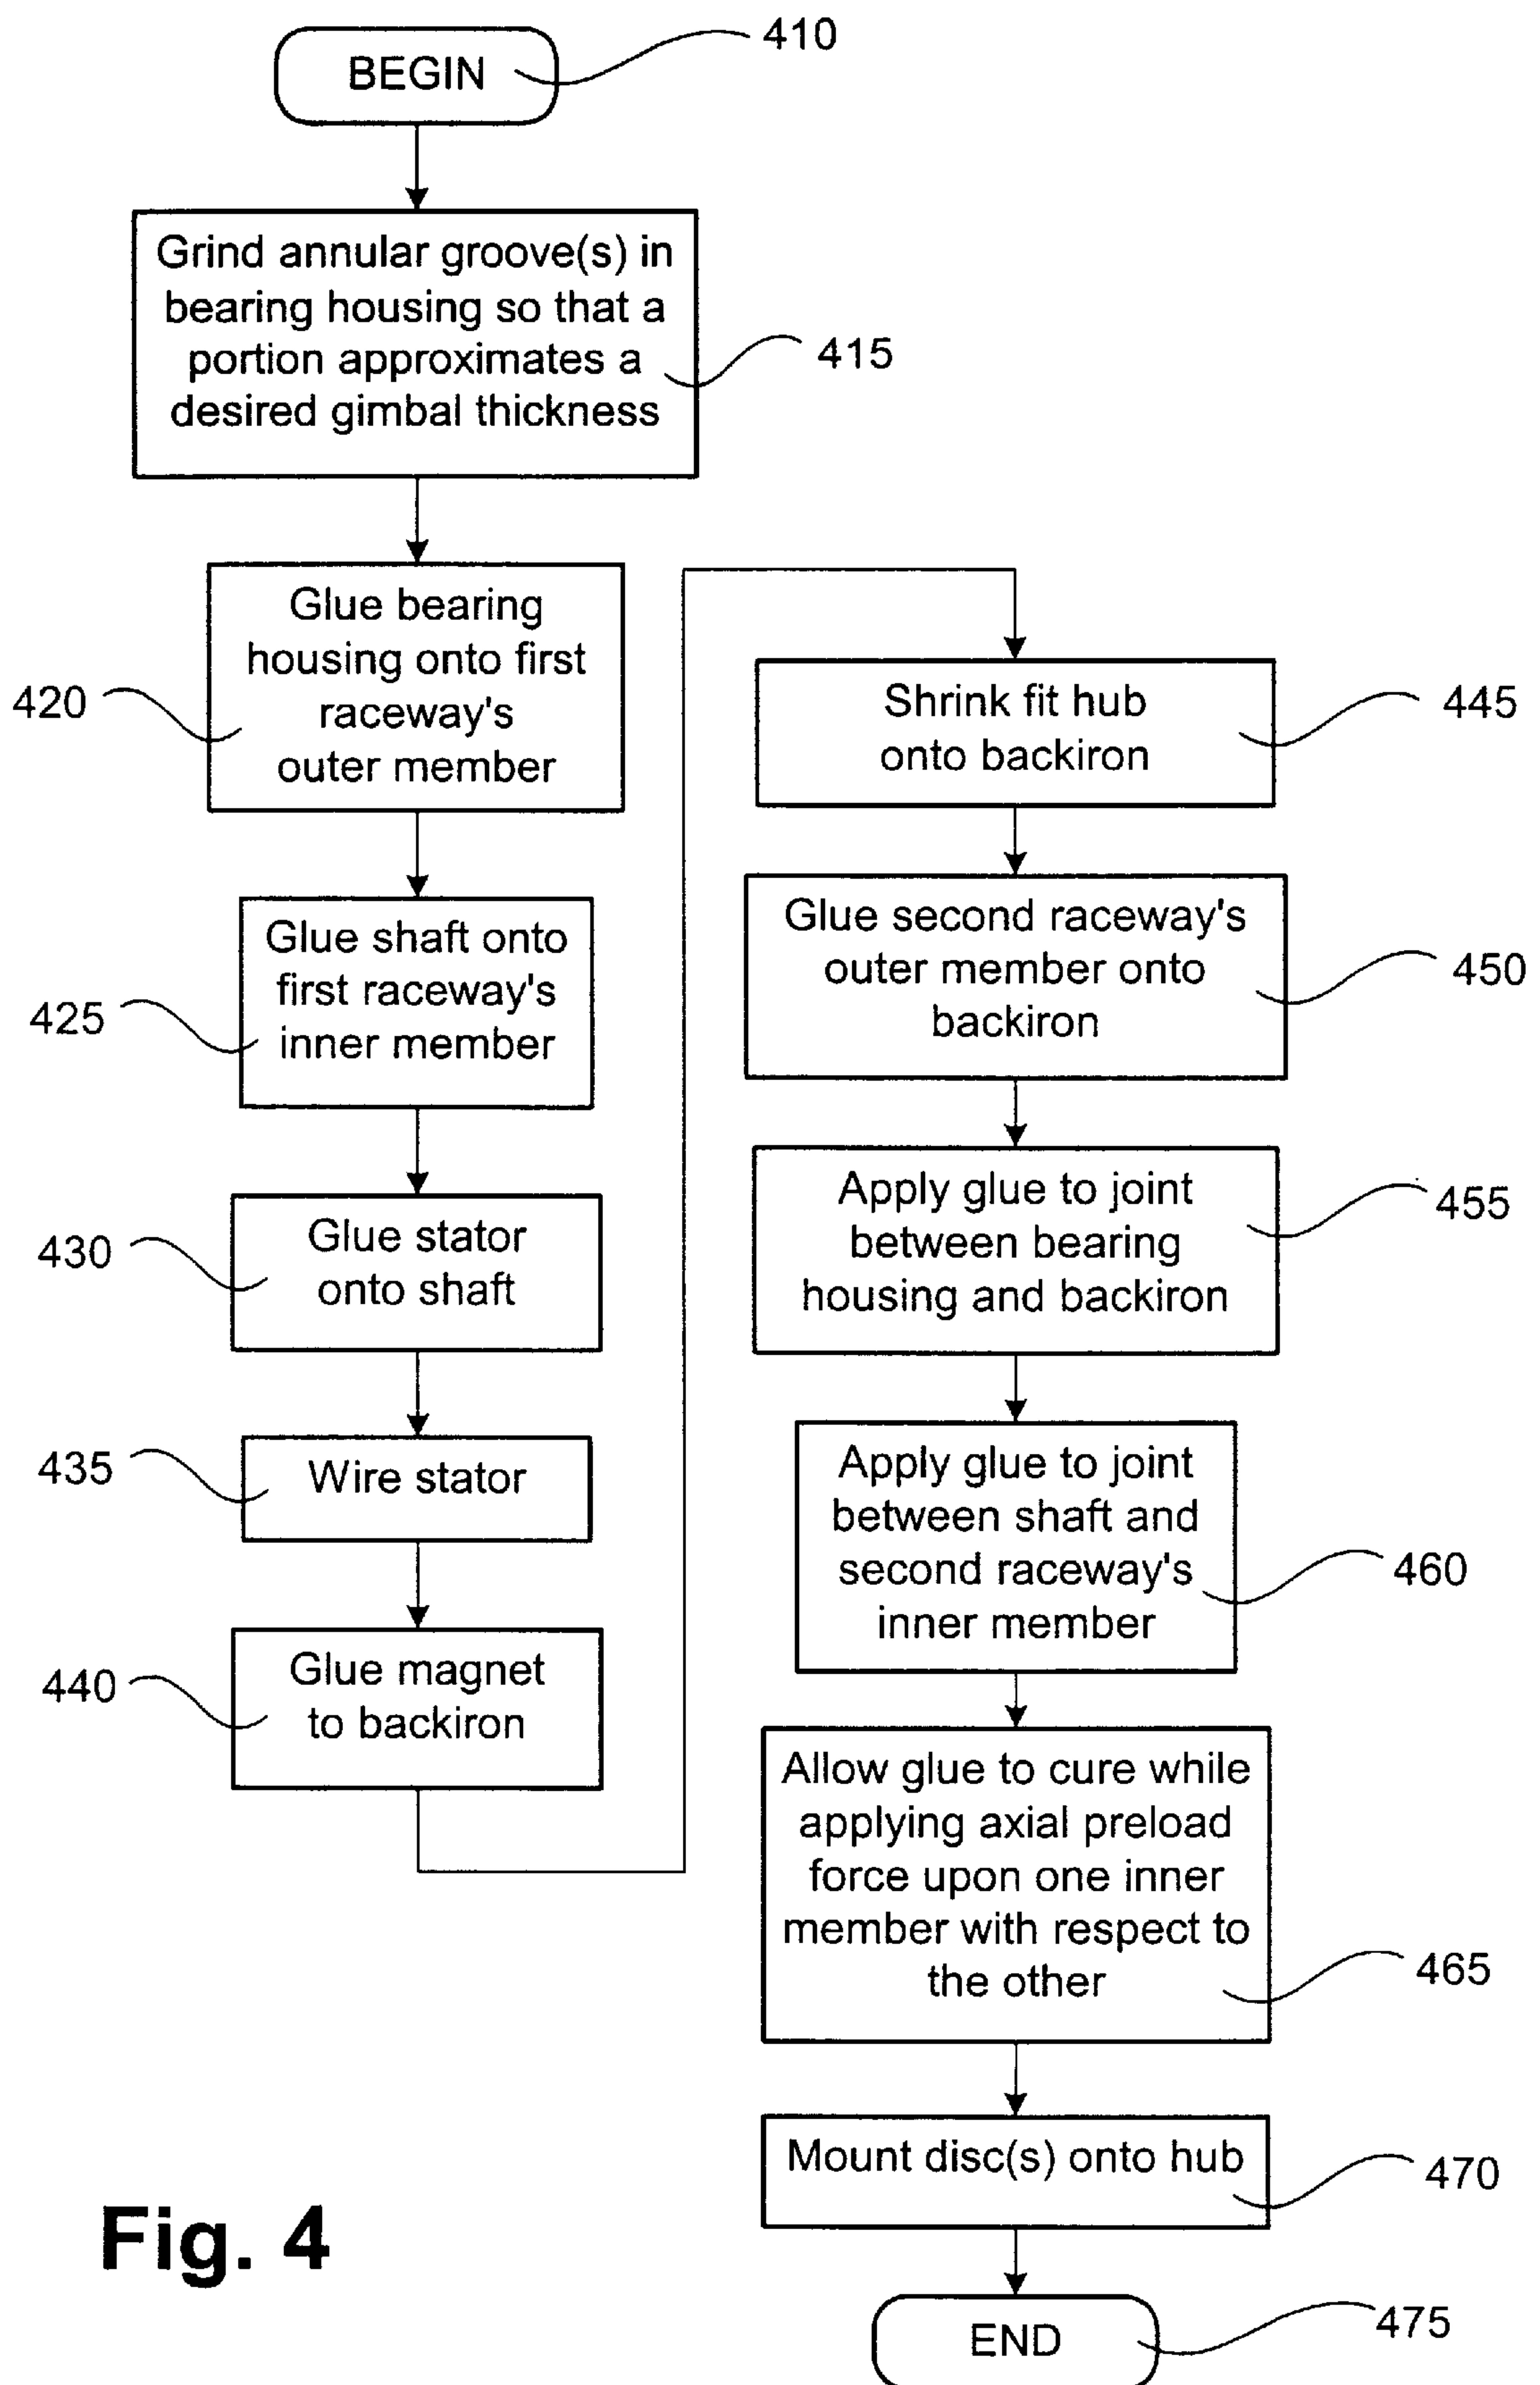 BEGIN
410
Grind annular groove(s) in
bearing housing so that a
portion approximates a
desired gimbal thickness
415
Glue bearing
housing onto first
raceway's
outer member
420
Glue shaft onto
first raceway's
inner member
425
Glue stator
onto shaft
430
Wire stator
435
Glue magnet
to backiron
440
Shrink fit hub
onto backiron
445
Glue second raceway's
outer member onto
backiron
450
Apply glue to joint
between bearing
housing and backiron
455
Apply glue to joint
between shaft and
second raceway's
inner member
460
Allow glue to cure while
applying axial preload
force upon one inner
member with respect to
the other
465
Mount disc(s) onto hub
470
END
475
Fig. 4